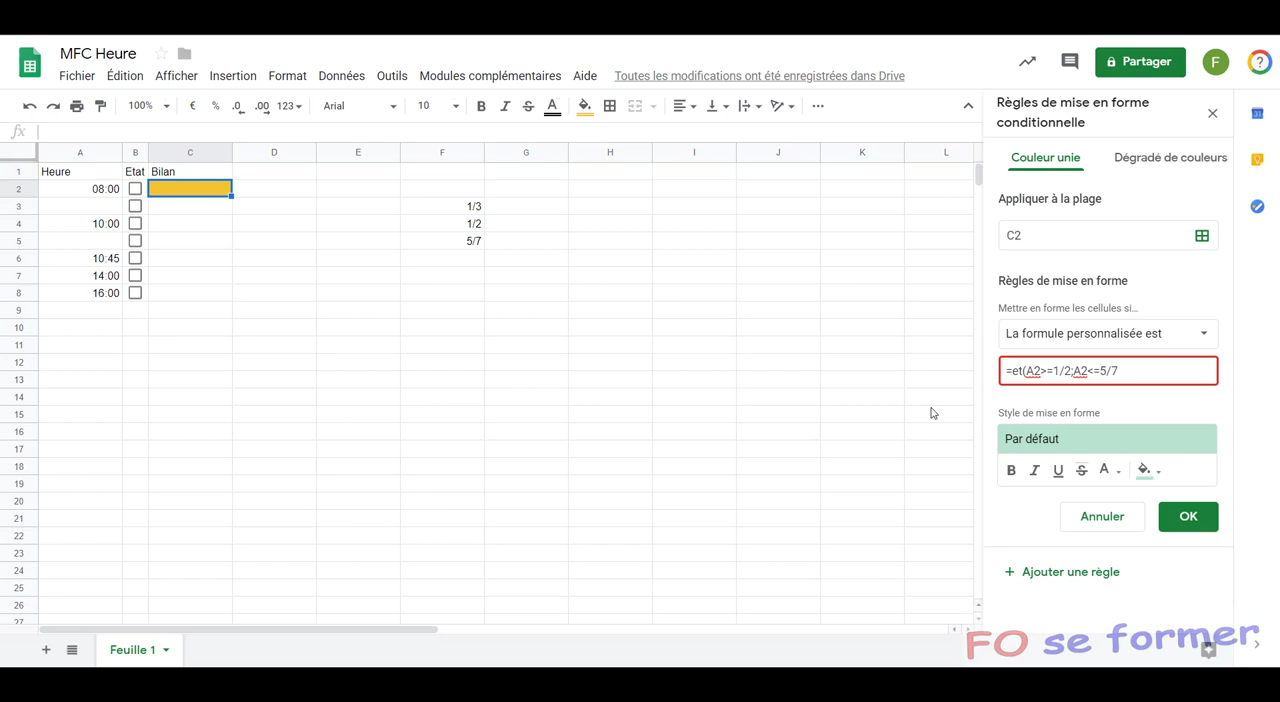 MFC Heure
Fichier Édition Afficher Insertion Format Données Outils Modules complémentaires Aide Toutes les modifications ont été enregistrées dans Drive
Partager
F
100% € % .0 .00 123 Arial 10 B I S A
fx
A B C D E F G H I J K L
1 Heure Etat Bilan
2 08:00
3 1/3
4 10:00 1/2
5 5/7
6 10:45
7 14:00
8 16:00
9
10
11
12
13
14
15
16
17
18
19
20
21
22
23
24
25
26
27
Feuille 1
Règles de mise en forme
conditionnelle
Couleur unie Dégradé de couleurs
Appliquer à la plage
C2
Règles de mise en forme
Mettre en forme les cellules si…
La formule personnalisée est
=et(A2>=1/2;A2<=5/7
Style de mise en forme
Par défaut
B I U S A
Annuler OK
+ Ajouter une règle
31
FO se former